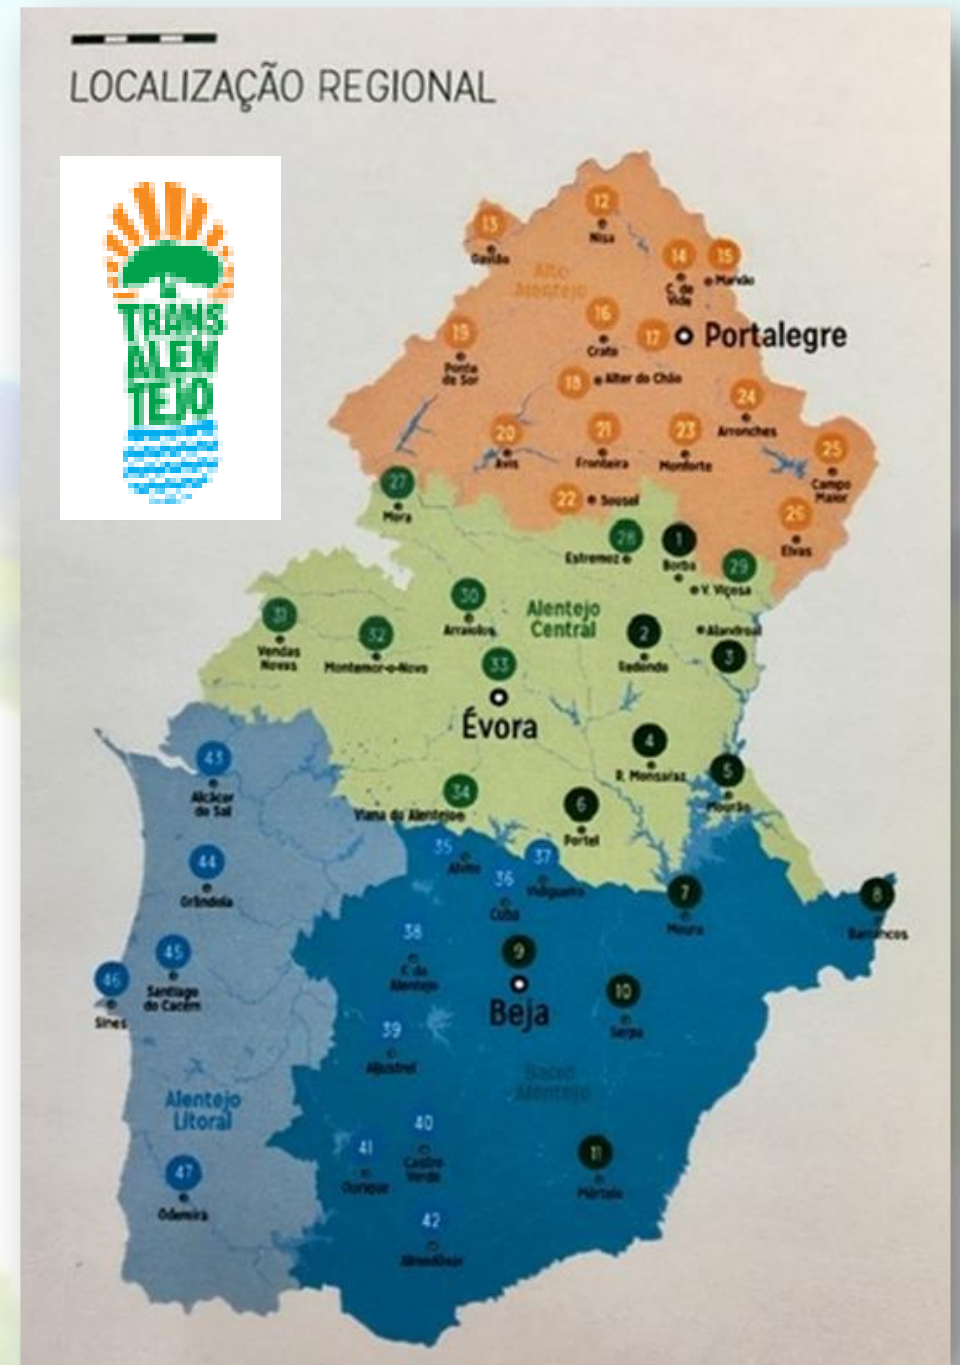 LOCALIZAÇÃO REGIONAL
TRANS
ALEN
TEJO
12
Nisa
13
Gavião
14
C. de
Vide
15
Marvão
Alto
Alentejo
16
Crato
17
Portalegre
19
Ponte
de Sor
18
Alter do Chão
24
Arronches
20
Avis
21
Fronteira
23
Monforte
25
Campo
Maior
22
Sousel
26
Elvas
27
Mora
28
Estremoz
1
Borba
29
V. Viçosa
30
Arraiolos
Alentejo
Central
31
Vendas
Novas
32
Montemor-o-Novo
2
Redondo
Alandroal
3
33
Évora
4
R. Monsaraz
5
Mourão
34
Viana do Alentejo
6
Portel
43
Alcácer
do Sal
35
Alvito
37
Vidigueira
36
Cuba
44
Grândola
7
Moura
8
Barrancos
38
F. do
Alentejo
9
Beja
10
Serpa
45
Santiago
do Cacém
46
Sines
39
Aljustrel
Baixo
Alentejo
Alentejo
Litoral
40
Castro
Verde
41
Ourique
11
Mértola
47
Odemira
42
Almodôvar